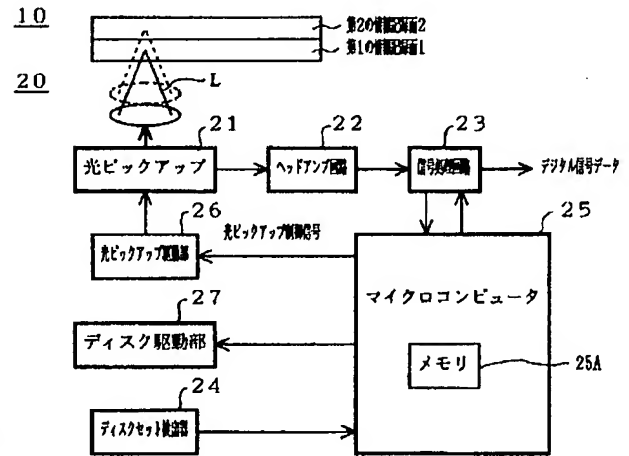 10
第2の情報記録面2
第1の情報記録面1
20
L
21
22
23
光ピックアップ
ヘッドアンプ回路
信号処理回路
デジタル信号データ
26
25
光ピックアップ制御信号
光ピックアップ駆動部
マイクロコンピュータ
27
ディスク駆動部
メモリ
25A
24
ディスクセット検出器